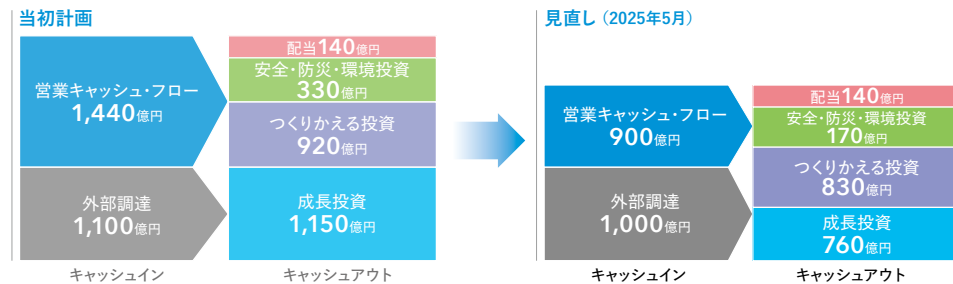 当初計画
営業キャッシュ・フロー
1,440億円
外部調達
1,100億円
キャッシュイン
配当140億円
安全・防災・環境投資
330億円
つくりかえる投資
920億円
成長投資
1,150億円
キャッシュアウト
見直し（2025年5月）
営業キャッシュ・フロー
900億円
外部調達
1,000億円
キャッシュイン
配当140億円
安全・防災・環境投資
170億円
つくりかえる投資
830億円
成長投資
760億円
キャッシュアウト